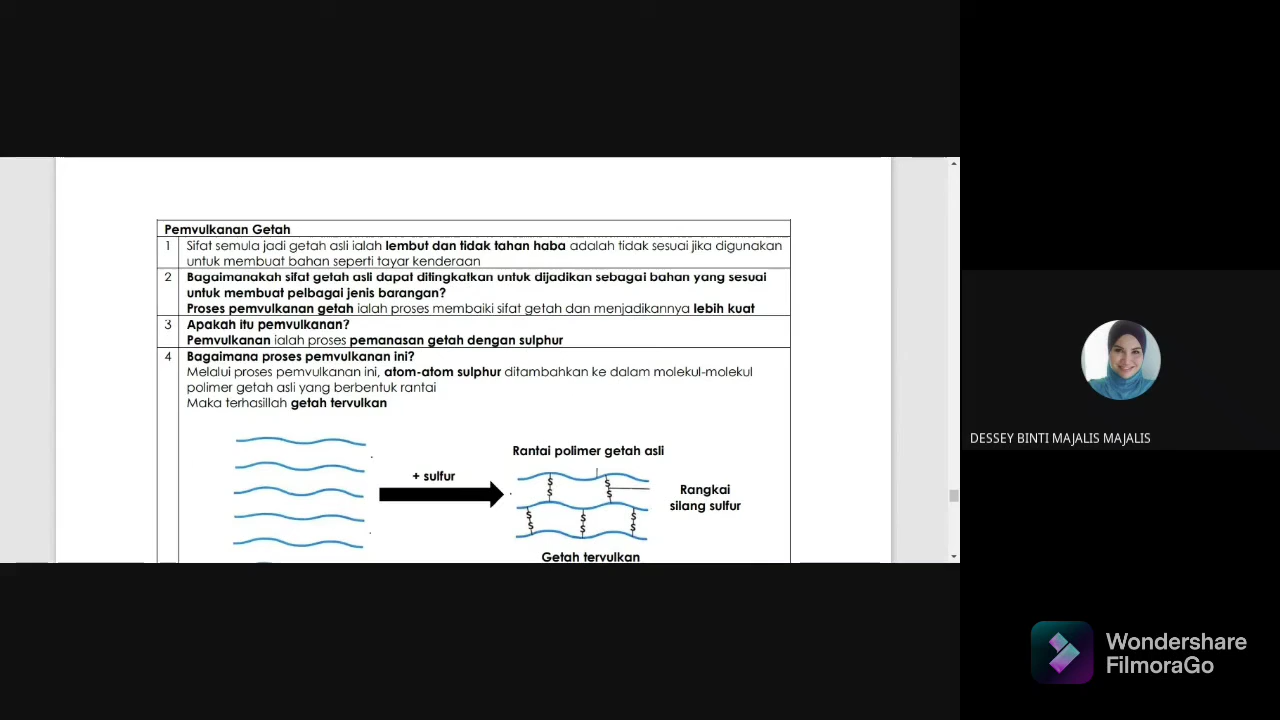 Pemvulkanan Getah
1 Sifat semula jadi getah asli ialah lembut dan tidak tahan haba adalah tidak sesuai jika digunakan
untuk membuat bahan seperti tayar kenderaan
2 Bagaimanakah sifat getah asli dapat ditingkatkan untuk dijadikan sebagai bahan yang sesuai
untuk membuat pelbagai jenis barangan?
Proses pemvulkanan getah ialah proses membaiki sifat getah dan menjadikannya lebih kuat
3 Apakah itu pemvulkanan?
Pemvulkanan ialah proses pemanasan getah dengan sulphur
4 Bagaimana proses pemvulkanan ini?
Melalui proses pemvulkanan ini, atom-atom sulphur ditambahkan ke dalam molekul-molekul
polimer getah asli yang berbentuk rantai
Maka terhasillah getah tervulkan
+ sulfur
Rantai polimer getah asli
S S
S S
Rangkai
silang sulfur
S S S
S S S
Getah tervulkan
DESSEY BINTI MAJALIS MAJALIS
Wondershare
FilmoraGo